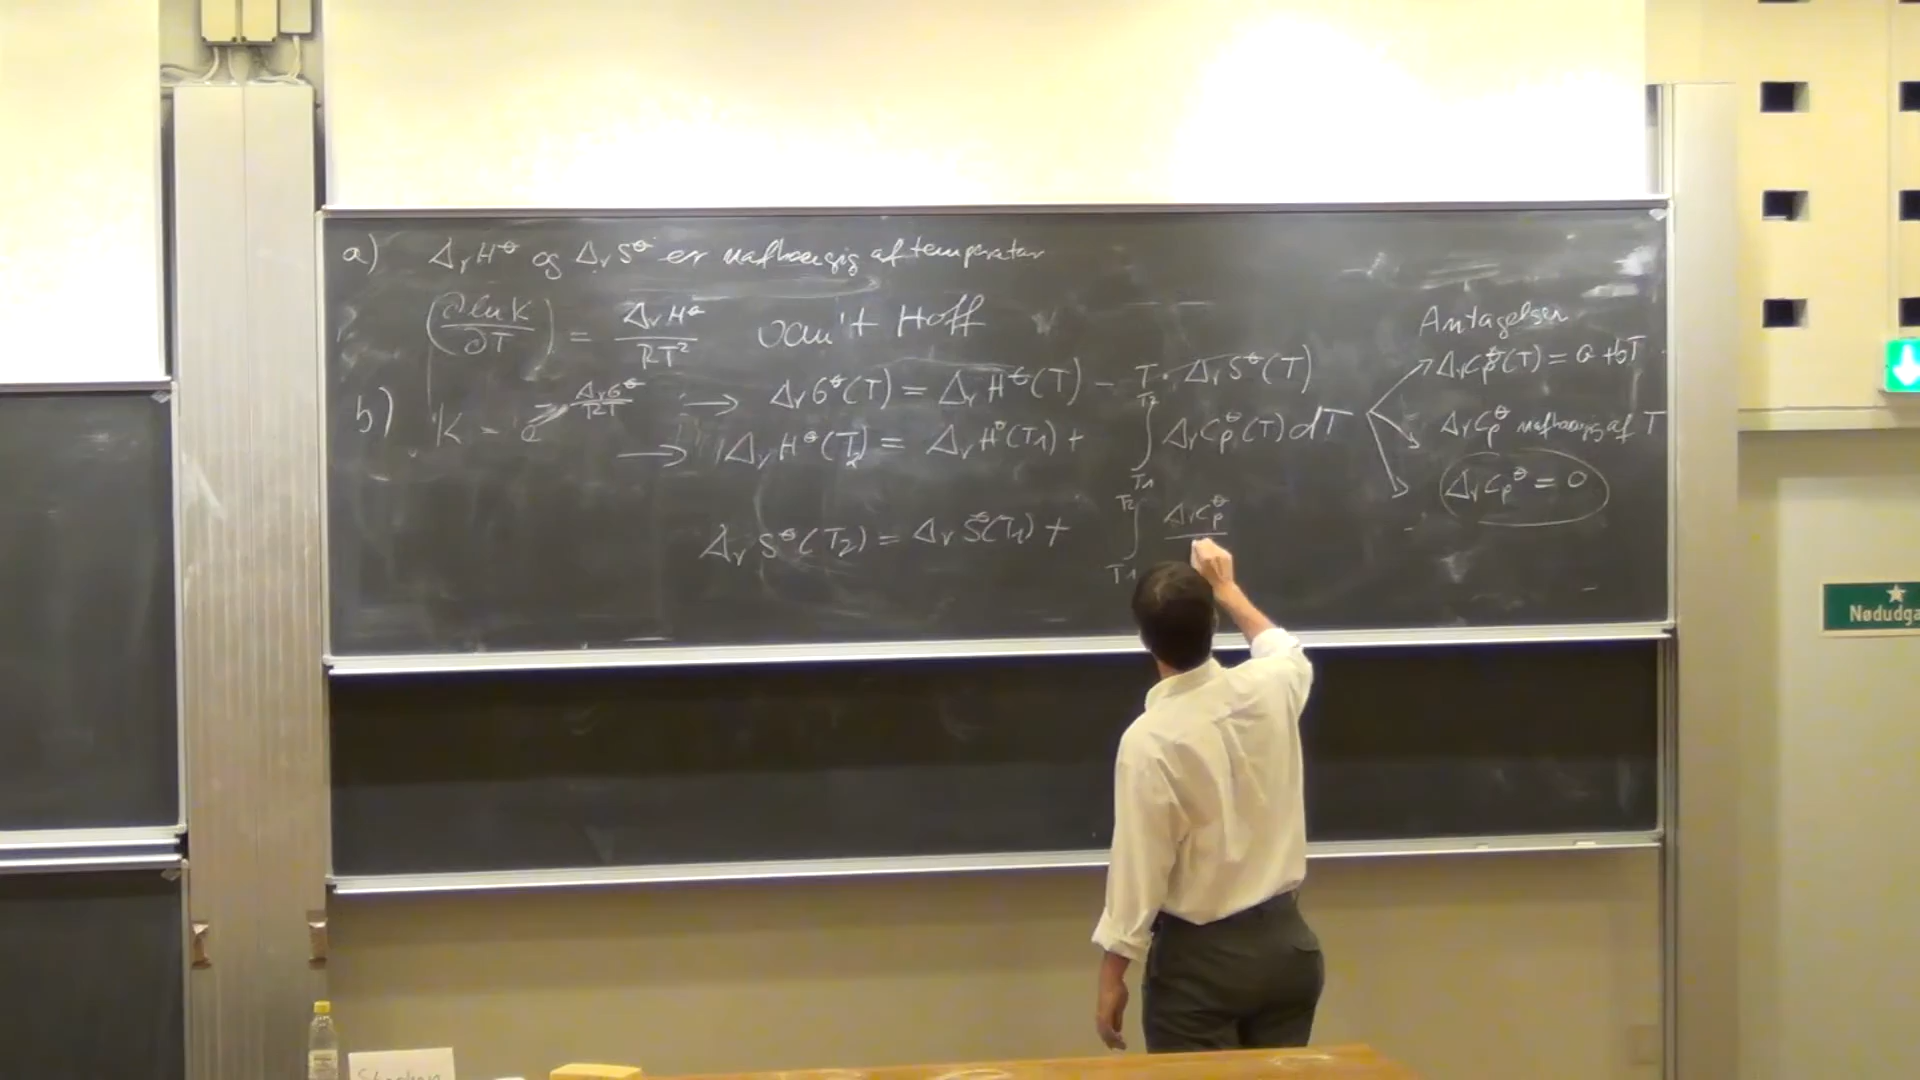 a) ΔrH⊖ og ΔrS⊖ er uafhængig af temperatur
(∂lnK/∂T) = ΔrH⊖/RT² van't Hoff
b) K = e^(-ΔrG⊖/RT) → ΔrG⊖(T) = ΔrH⊖(T) - T·ΔrS⊖(T)
→ ΔrH⊖(T2) = ΔrH⊖(T1) + ∫T1T2 ΔrCp⊖(T)dT
ΔrS⊖(T2) = ΔrS⊖(T1) + ∫T1T2 ΔrCp⊖
Antagelser
ΔrCp⊖(T) = a + bT
ΔrCp⊖ uafhængig af T
ΔrCp⊖ = 0
Nødudga